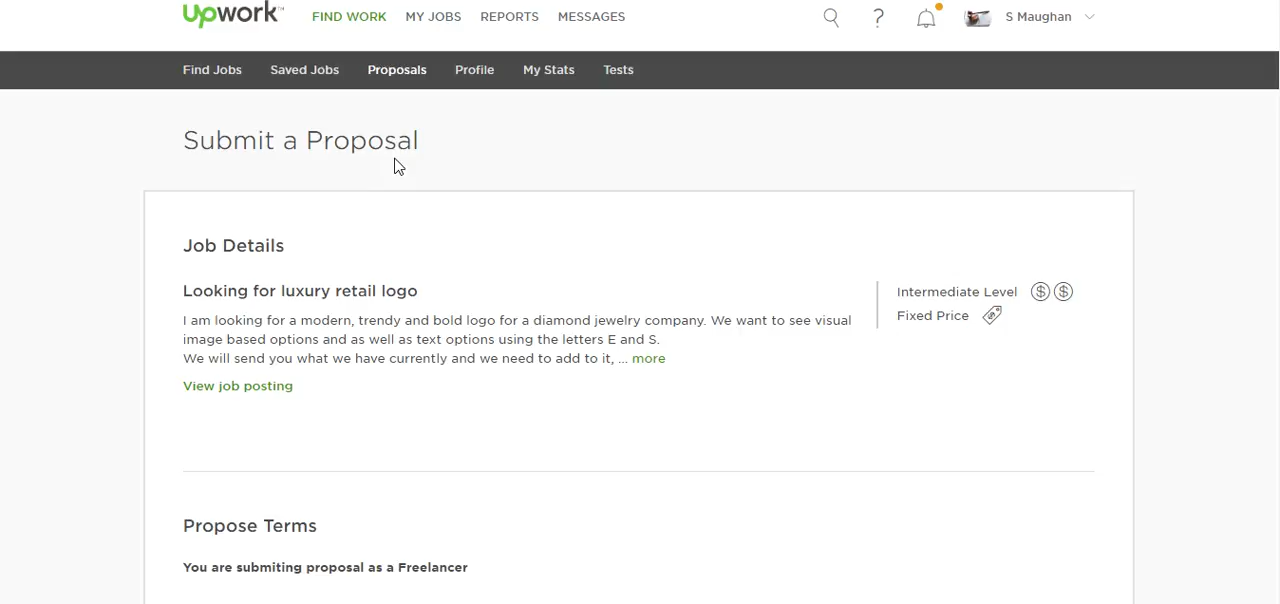 Upwork™ FIND WORK MY JOBS REPORTS MESSAGES ? S Maughan
Find Jobs Saved Jobs Proposals Profile My Stats Tests
Submit a Proposal
Job Details
Looking for luxury retail logo
I am looking for a modern, trendy and bold logo for a diamond jewelry company. We want to see visual
image based options and as well as text options using the letters E and S.
We will send you what we have currently and we need to add to it, ... more
View job posting
Intermediate Level $ $
Fixed Price $
Propose Terms
You are submiting proposal as a Freelancer